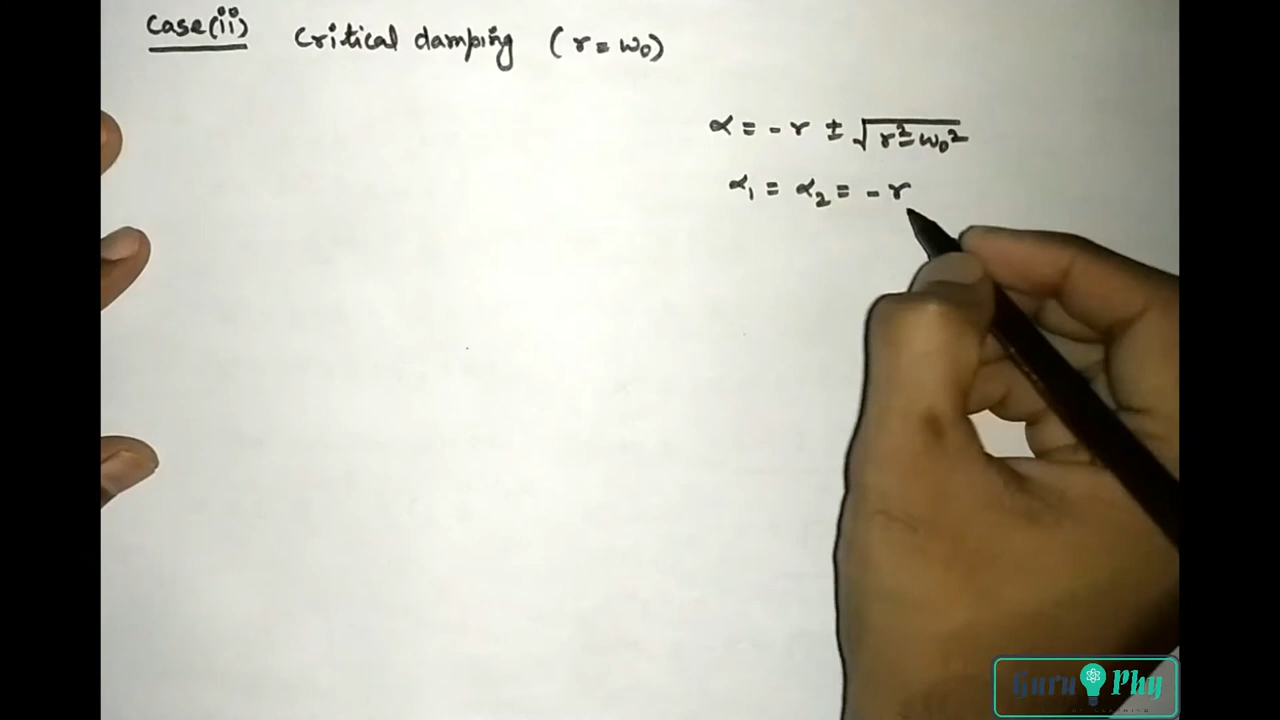 Case(ii) Critical damping (r = ω₀)
α = - r ± √r² - ω₀²
α₁ = α₂ = - r
Guru Phy